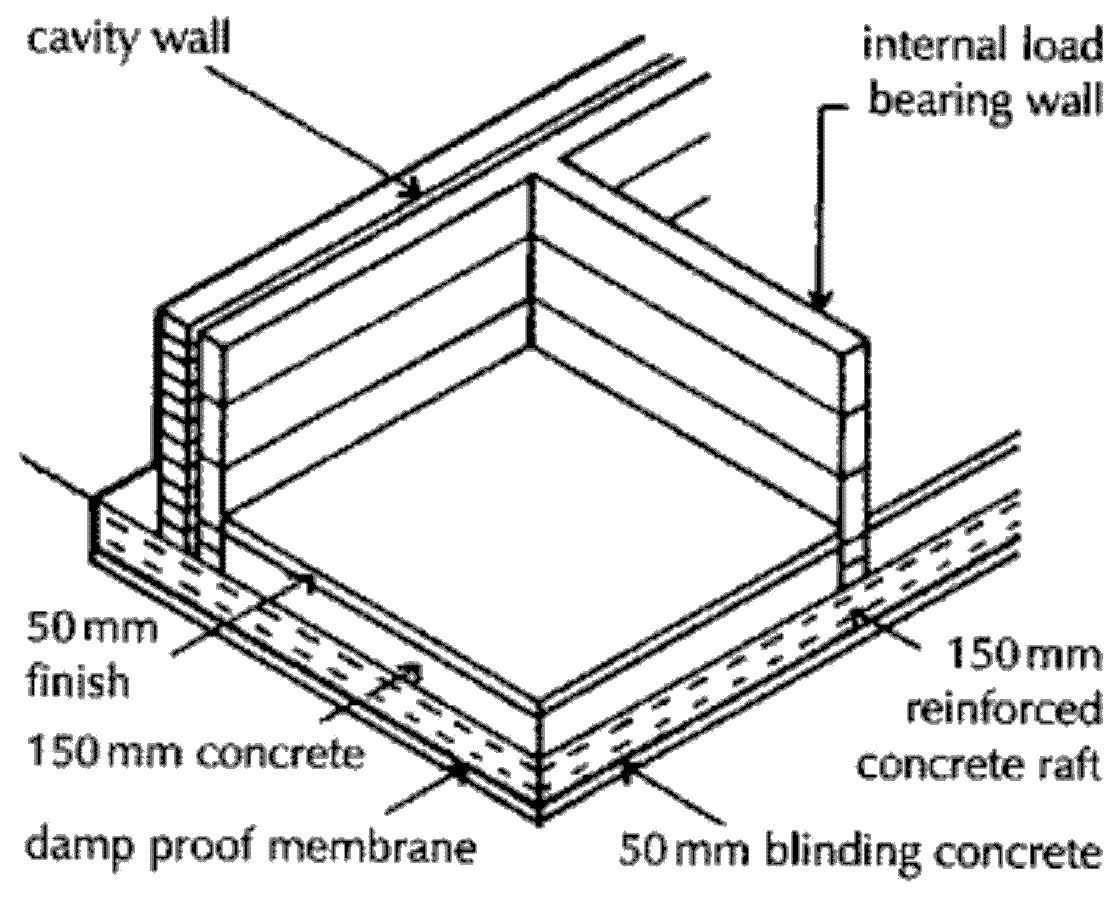 cavity wall
internal load
bearing wall
50 mm
finish
150 mm concrete
damp proof membrane
150 mm
reinforced
concrete raft
50 mm blinding concrete